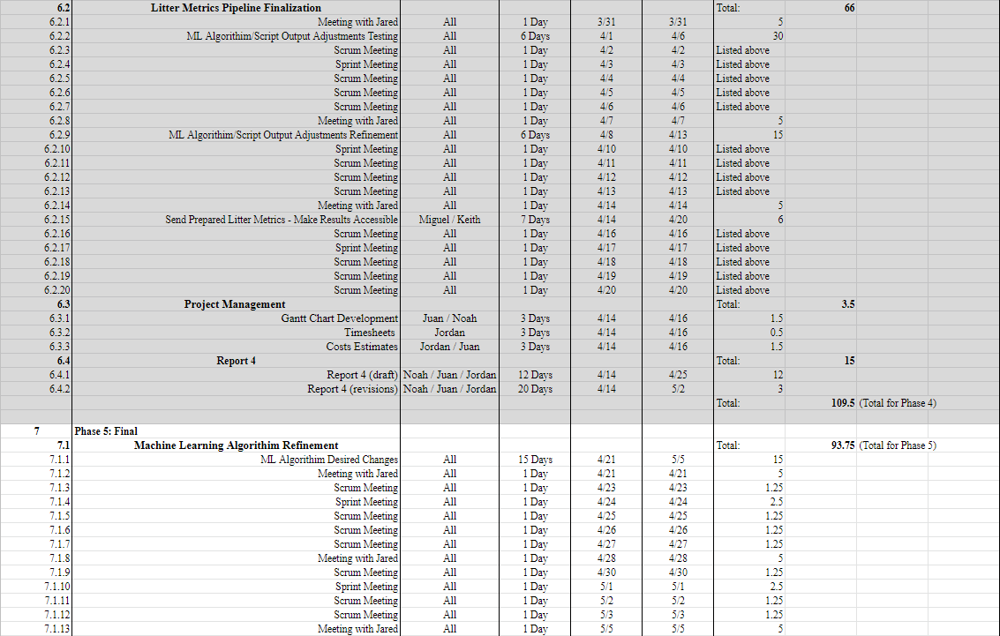 6.2 Litter Metrics Pipeline Finalization Total: 66
6.2.1 Meeting with Jared All 1 Day 3/31 3/31 5
6.2.2 ML Algorithim/Script Output Adjustments Testing All 6 Days 4/1 4/6 30
6.2.3 Scrum Meeting All 1 Day 4/2 4/2 Listed above
6.2.4 Sprint Meeting All 1 Day 4/3 4/3 Listed above
6.2.5 Scrum Meeting All 1 Day 4/4 4/4 Listed above
6.2.6 Scrum Meeting All 1 Day 4/5 4/5 Listed above
6.2.7 Scrum Meeting All 1 Day 4/6 4/6 Listed above
6.2.8 Meeting with Jared All 1 Day 4/7 4/7 5
6.2.9 ML Algorithim/Script Output Adjustments Refinement All 6 Days 4/8 4/13 15
6.2.10 Sprint Meeting All 1 Day 4/10 4/10 Listed above
6.2.11 Scrum Meeting All 1 Day 4/11 4/11 Listed above
6.2.12 Scrum Meeting All 1 Day 4/12 4/12 Listed above
6.2.13 Scrum Meeting All 1 Day 4/13 4/13 Listed above
6.2.14 Meeting with Jared All 1 Day 4/14 4/14 5
6.2.15 Send Prepared Litter Metrics - Make Results Accessible Miguel / Keith 7 Days 4/14 4/20 6
6.2.16 Scrum Meeting All 1 Day 4/16 4/16 Listed above
6.2.17 Sprint Meeting All 1 Day 4/17 4/17 Listed above
6.2.18 Scrum Meeting All 1 Day 4/18 4/18 Listed above
6.2.19 Scrum Meeting All 1 Day 4/19 4/19 Listed above
6.2.20 Scrum Meeting All 1 Day 4/20 4/20 Listed above
6.3 Project Management Total: 3.5
6.3.1 Gantt Chart Development Juan / Noah 3 Days 4/14 4/16 1.5
6.3.2 Timesheets Jordan 3 Days 4/14 4/16 0.5
6.3.3 Costs Estimates Jordan / Juan 3 Days 4/14 4/16 1.5
6.4 Report 4 Total: 15
6.4.1 Report 4 (draft) Noah / Juan / Jordan 12 Days 4/14 4/25 12
6.4.2 Report 4 (revisions) Noah / Juan / Jordan 20 Days 4/14 5/2 3
Total: 109.5 (Total for Phase 4)
7 Phase 5: Final
7.1 Machine Learning Algorithim Refinement Total: 93.75 (Total for Phase 5)
7.1.1 ML Algorithim Desired Changes All 15 Days 4/21 5/5 15
7.1.2 Meeting with Jared All 1 Day 4/21 4/21 5
7.1.3 Scrum Meeting All 1 Day 4/23 4/23 1.25
7.1.4 Sprint Meeting All 1 Day 4/24 4/24 2.5
7.1.5 Scrum Meeting All 1 Day 4/25 4/25 1.25
7.1.6 Scrum Meeting All 1 Day 4/26 4/26 1.25
7.1.7 Scrum Meeting All 1 Day 4/27 4/27 1.25
7.1.8 Meeting with Jared All 1 Day 4/28 4/28 5
7.1.9 Scrum Meeting All 1 Day 4/30 4/30 1.25
7.1.10 Sprint Meeting All 1 Day 5/1 5/1 2.5
7.1.11 Scrum Meeting All 1 Day 5/2 5/2 1.25
7.1.12 Scrum Meeting All 1 Day 5/3 5/3 1.25
7.1.13 Meeting with Jared All 1 Day 5/5 5/5 5